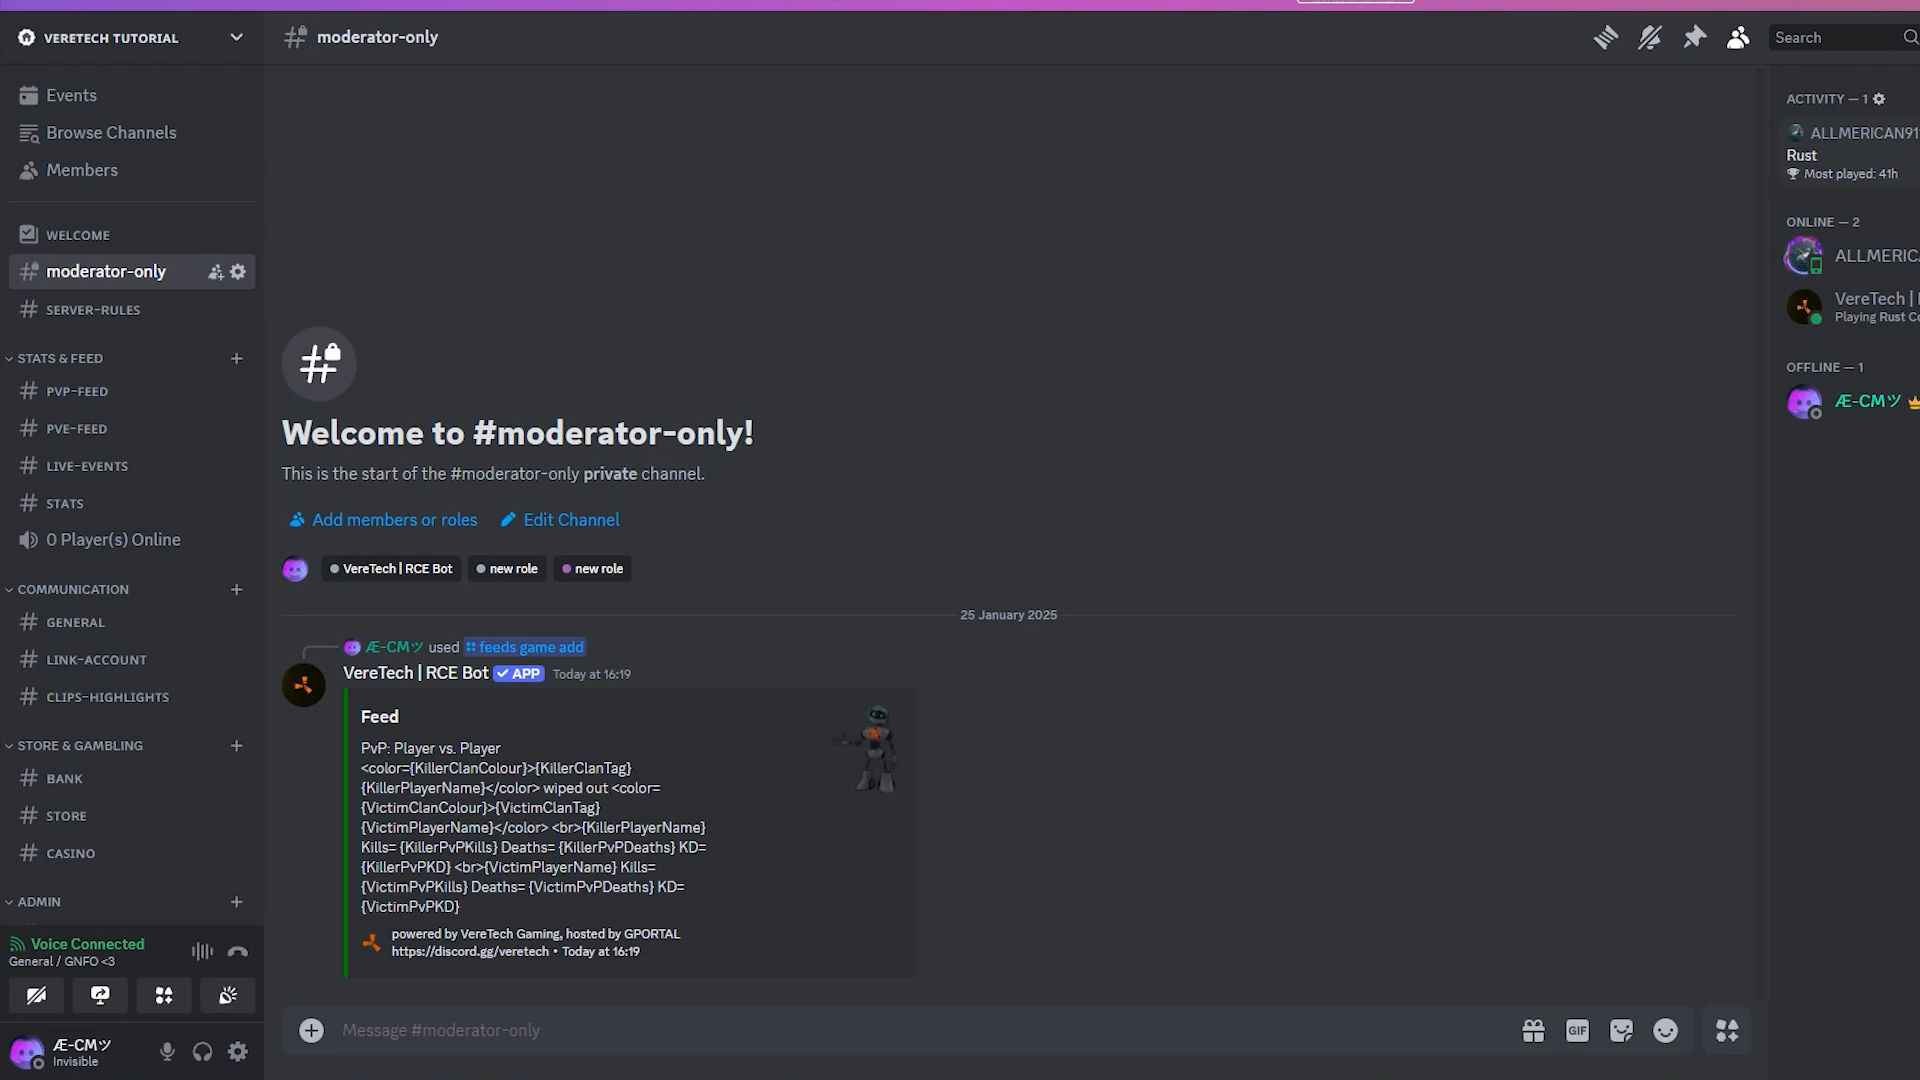 VERETECH TUTORIAL
Events
Browse Channels
Members
WELCOME
moderator-only
SERVER-RULES
STATS & FEED
PVP-FEED
PVE-FEED
LIVE-EVENTS
STATS
0 Player(s) Online
COMMUNICATION
GENERAL
LINK-ACCOUNT
CLIPS-HIGHLIGHTS
STORE & GAMBLING
BANK
STORE
CASINO
ADMIN
Voice Connected
General / GNFO <3
Æ-CMツ
Invisible
moderator-only
Search
Welcome to #moderator-only!
This is the start of the #moderator-only private channel.
Add members or roles Edit Channel
VereTech | RCE Bot new role new role
25 January 2025
Æ-CMツ used feeds game add
VereTech | RCE Bot APP Today at 16:19
Feed
PvP: Player vs. Player
<color={KillerClanColour}>{KillerClanTag}
{KillerPlayerName}</color> wiped out <color=
{VictimClanColour}>{VictimClanTag}
{VictimPlayerName}</color> <br>{KillerPlayerName}
Kills= {KillerPvPKills} Deaths= {KillerPvPDeaths} KD=
{KillerPvPKD} <br>{VictimPlayerName} Kills=
{VictimPvPKills} Deaths= {VictimPvPDeaths} KD=
{VictimPvPKD}
powered by VereTech Gaming, hosted by GPORTAL
https://discord.gg/veretech • Today at 16:19
Message #moderator-only
GIF
ACTIVITY — 1
ALLMERICAN91
Rust
Most played: 41h
ONLINE — 2
ALLMERICA
VereTech |
Playing Rust Co
OFFLINE — 1
Æ-CMツ